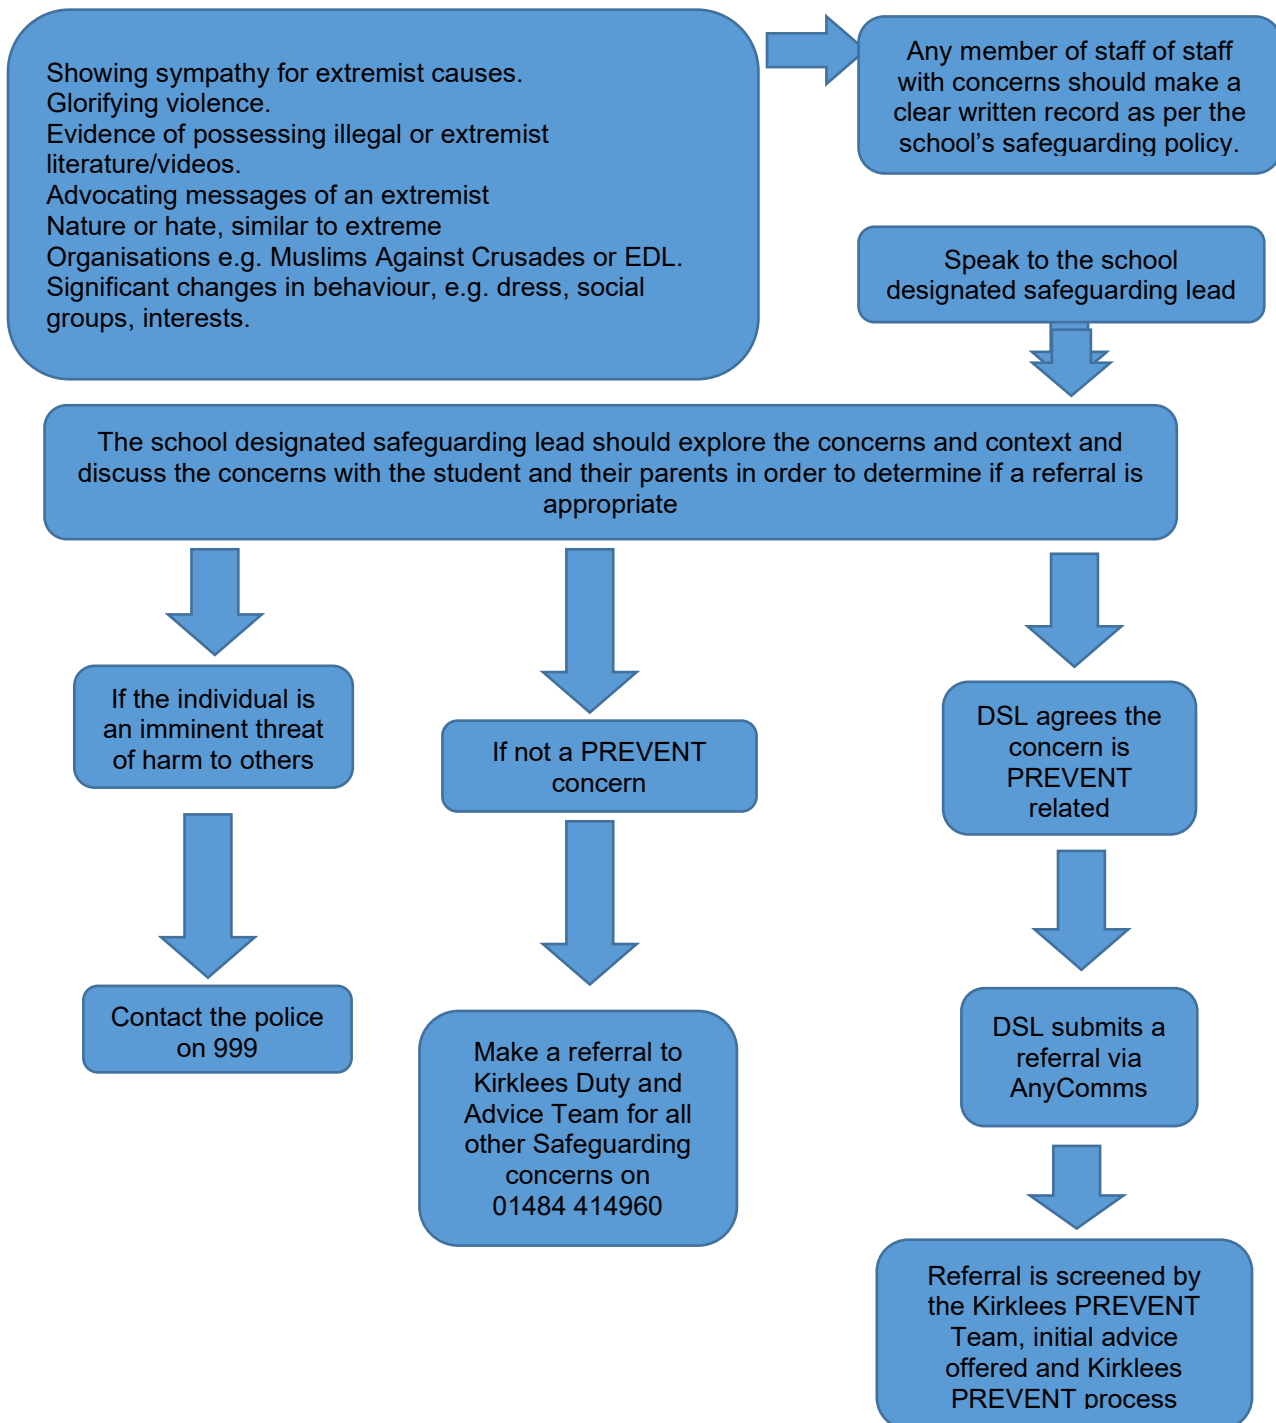 Showing sympathy for extremist causes.
Glorifying violence.
Evidence of possessing illegal or extremist
literature/videos.
Advocating messages of an extremist
Nature or hate, similar to extreme
Organisations e.g. Muslims Against Crusades or EDL.
Significant changes in behaviour, e.g. dress, social
groups, interests.
Any member of staff of staff
with concerns should make a
clear written record as per the
school’s safeguarding policy.
Speak to the school
designated safeguarding lead
The school designated safeguarding lead should explore the concerns and context and
discuss the concerns with the student and their parents in order to determine if a referral is
appropriate
If the individual is
an imminent threat
of harm to others
Contact the police
on 999
If not a PREVENT
concern
Make a referral to
Kirklees Duty and
Advice Team for all
other Safeguarding
concerns on
01484 414960
DSL agrees the
concern is
PREVENT
related
DSL submits a
referral via
AnyComms
Referral is screened by
the Kirklees PREVENT
Team, initial advice
offered and Kirklees
PREVENT process